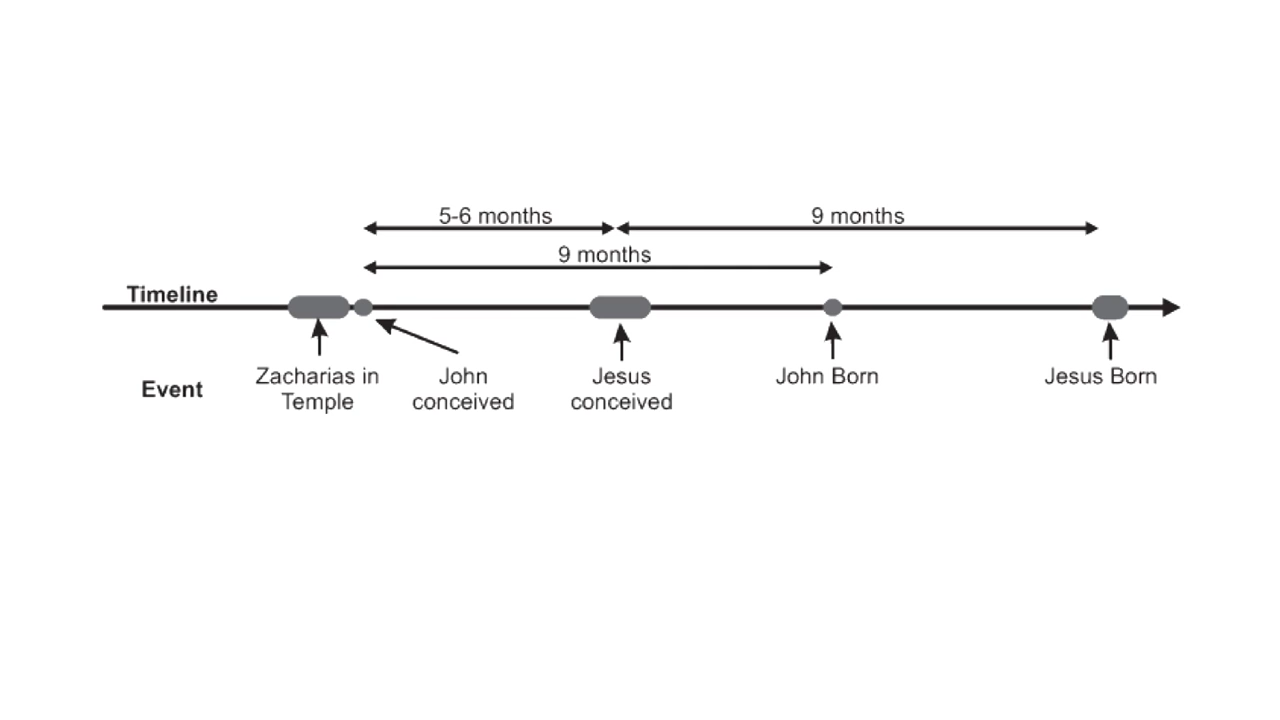 5-6 months
9 months
9 months
Timeline
Event
Zacharias in
Temple
John
conceived
Jesus
conceived
John Born
Jesus Born